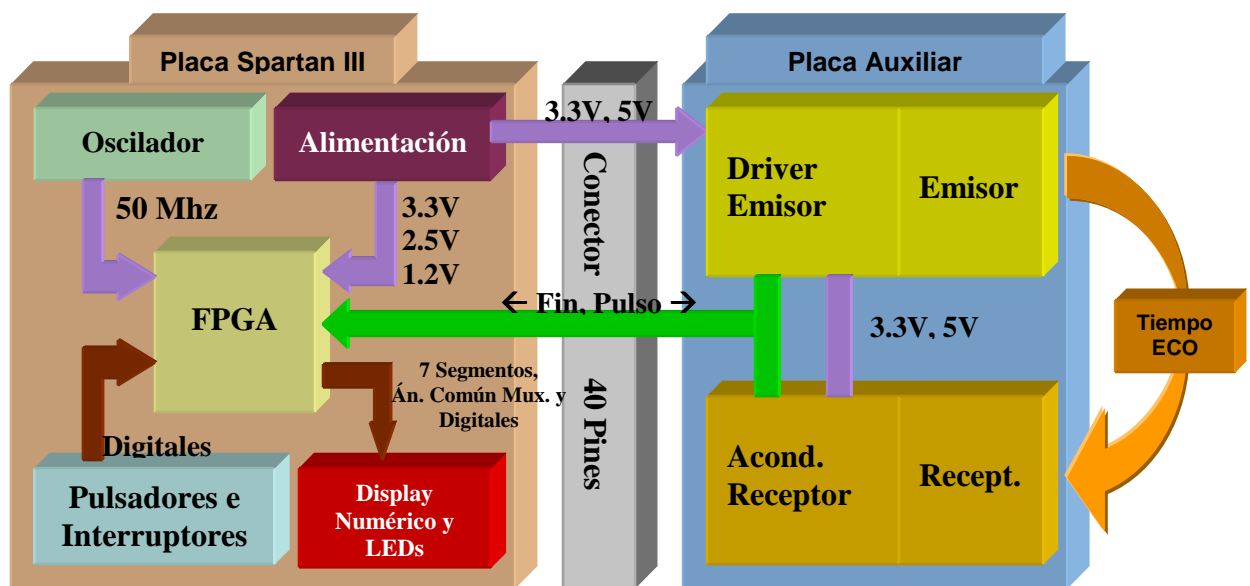 Placa Spartan III
Placa Auxiliar
Oscilador
Alimentación
3.3V, 5V
Driver
Emisor
Emisor
50 Mhz
3.3V
2.5V
1.2V
Conector
40 Pines
FPGA
← Fin, Pulso →
3.3V, 5V
Tiempo
ECO
7 Segmentos,
Án. Común Mux. y
Digitales
Digitales
Pulsadores e
Interruptores
Display
Numérico y
LEDs
Acond.
Receptor
Recept.